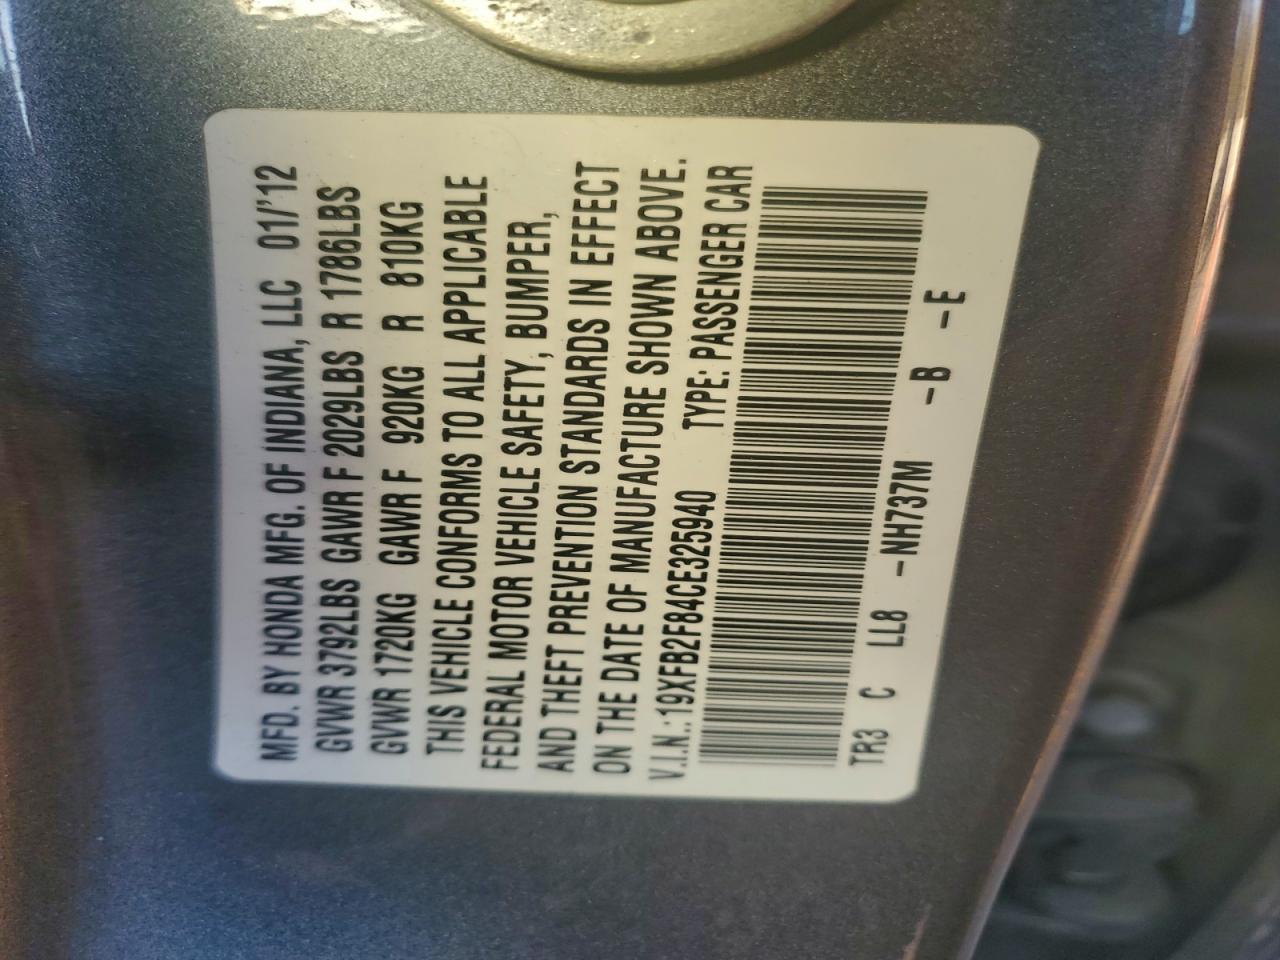 MFD. BY HONDA MFG. OF INDIANA, LLC 01/'12
GVWR 3792LBS GAWR F 2029LBS R 1786LBS
GVWR 1720KG GAWR F 920KG R 810KG
THIS VEHICLE CONFORMS TO ALL APPLICABLE
FEDERAL MOTOR VEHICLE SAFETY, BUMPER,
AND THEFT PREVENTION STANDARDS IN EFFECT
ON THE DATE OF MANUFACTURE SHOWN ABOVE.
V.I.N.:19XFB2F84CE325940 TYPE: PASSENGER CAR
TR3 C LL8 -NH737M -B -E